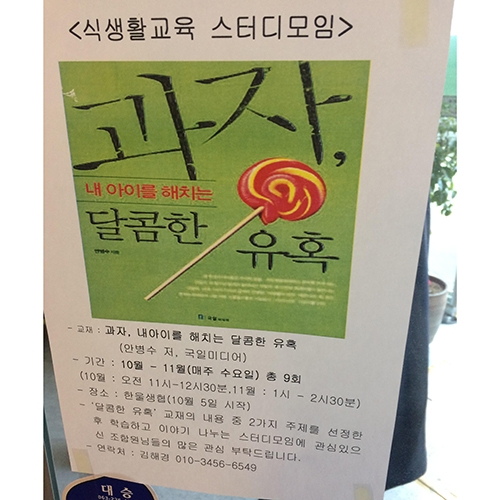 <식생활교육 스터디모임>
과자,
내 아이를 해치는
달콤한
유혹
안병수 지음
국일미디어
- 교재 : 과자, 내아이를 해치는 달콤한 유혹
(안병수 저, 국일미디어)
- 기간 : 10월 - 11월(매주 수요일) 총 9회
(10월 : 오전 11시-12시30분.11월 : 1시 - 2시30분)
- 장소 : 한울생협(10월 5일 시작)
- '달콤한 유혹' 교재의 내용 중 2가지 주제를 선정한
후 학습하고 이야기 나누는 스터디모임에 관심있으
신 조합원님들의 많은 관심 부탁드립니다.
- 연락처 : 김해경 010-3456-6549
대승